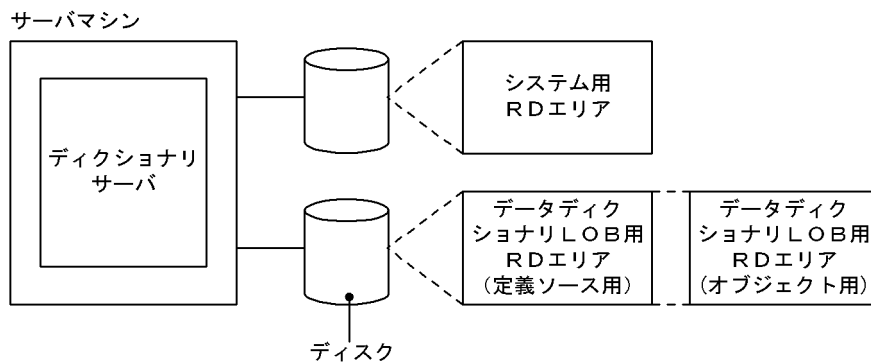 サーバマシン
ディクショナリ
サーバ
システム用
ＲＤエリア
データディク
ショナリＬＯＢ用
ＲＤエリア
（定義ソース用）
データディク
ショナリＬＯＢ用
ＲＤエリア
（オブジェクト用）
ディスク